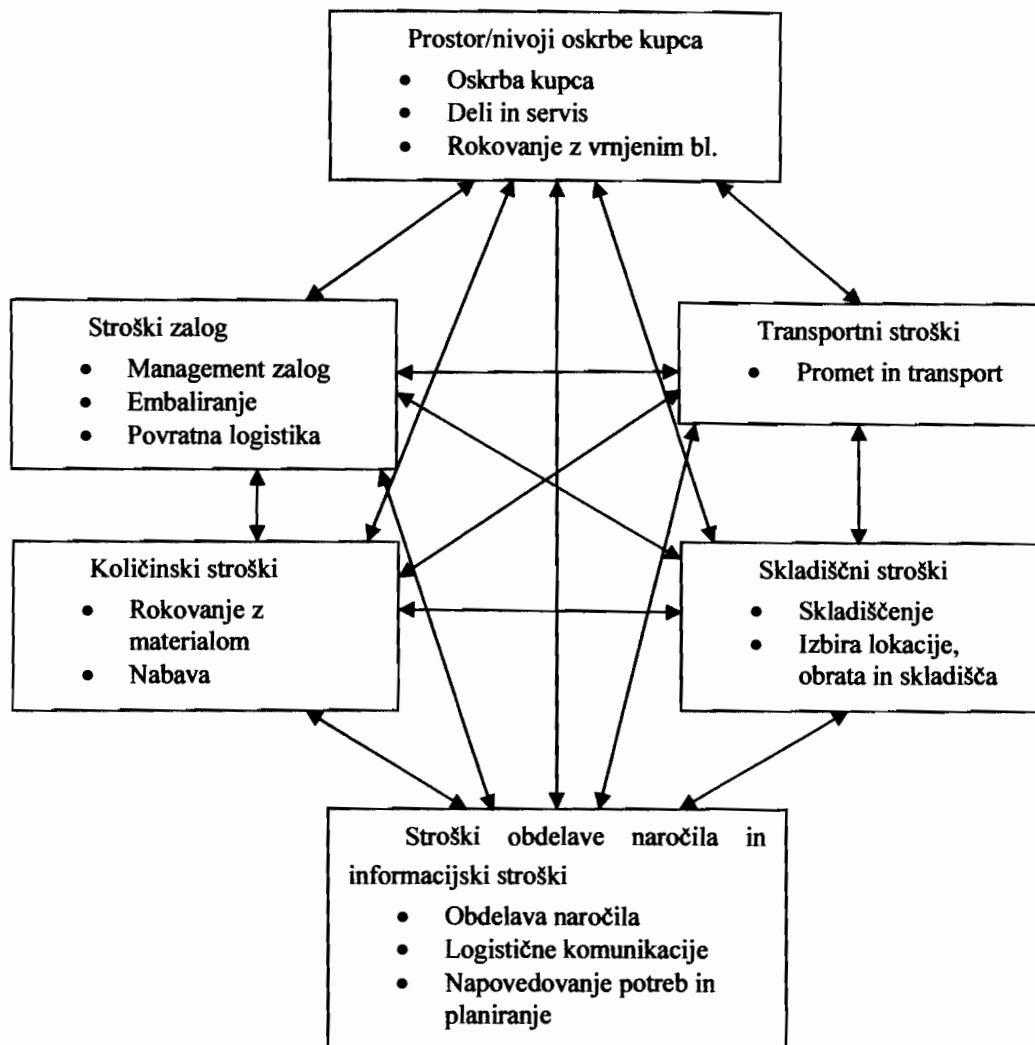 Prostor/nivoji oskrbe kupca
• Oskrba kupca
• Deli in servis
• Rokovanje z vrnjenim bl.
Stroški zalog
• Management zalog
• Embaliranje
• Povratna logistika
Transportni stroški
• Promet in transport
Količinski stroški
• Rokovanje z
materialom
• Nabava
Skladiščni stroški
• Skladiščenje
• Izbira lokacije,
obrata in skladišča
Stroški obdelave naročila in
informacijski stroški
• Obdelava naročila
• Logistične komunikacije
• Napovedovanje potreb in
planiranje